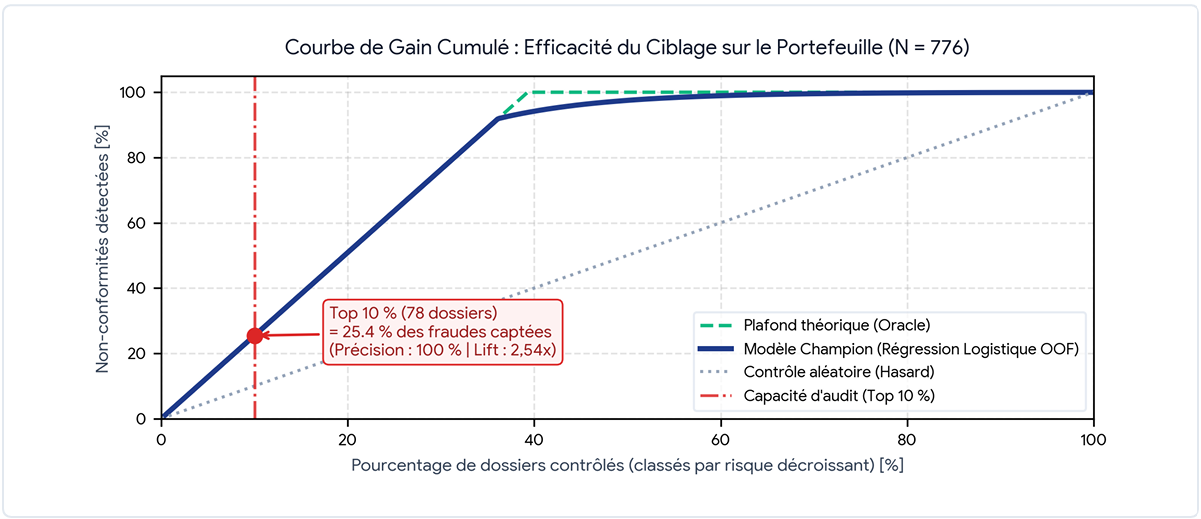 Courbe de Gain Cumulé : Efficacité du Ciblage sur le Portefeuille (N = 776)
Non-conformités détectées [%]
100
80
60
40
20
0
Top 10 % (78 dossiers)
= 25.4 % des fraudes captées
(Précision : 100 % | Lift : 2,54x)
Plafond théorique (Oracle)
Modèle Champion (Régression Logistique OOF)
Contrôle aléatoire (Hasard)
Capacité d'audit (Top 10 %)
0 20 40 60 80 100
Pourcentage de dossiers contrôlés (classés par risque décroissant) [%]